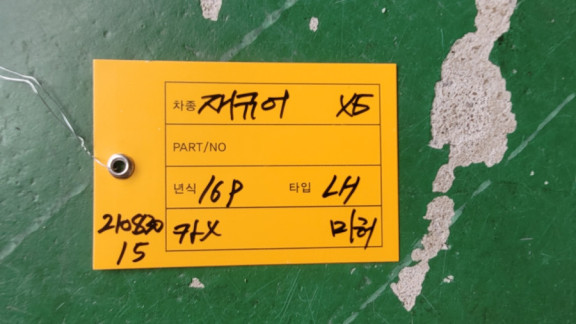 차종 재규어 XF
PART/NO
년식 16P 타입 LH
카X 미러
210830
15